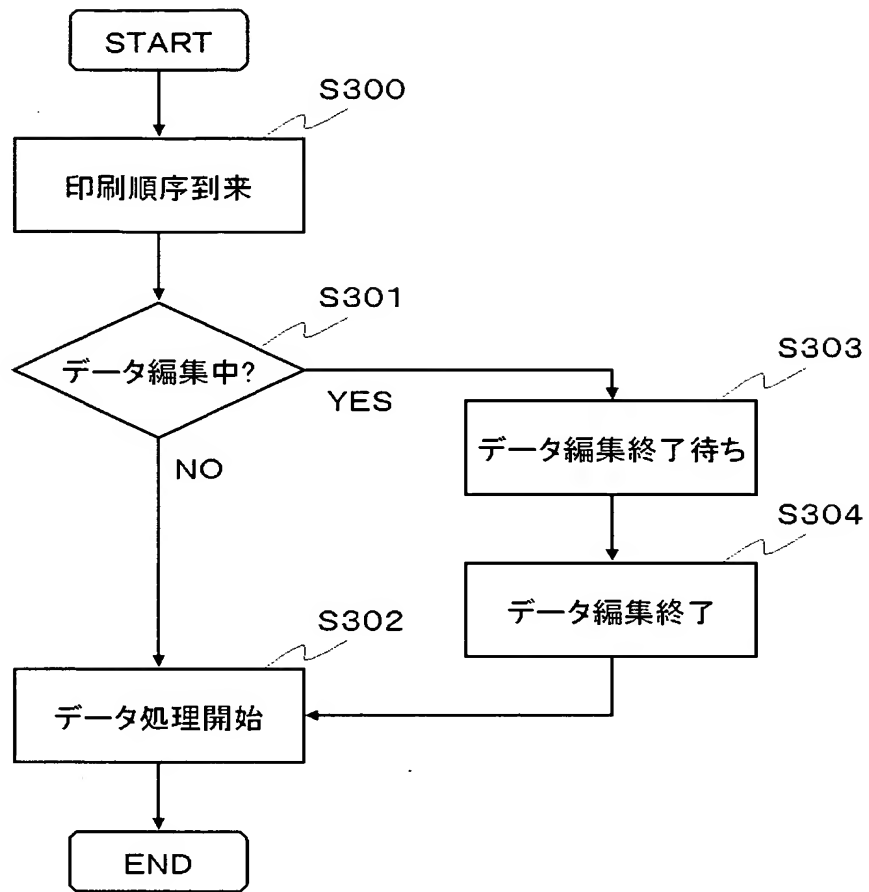 START
S300
印刷順序到来
S301
データ編集中?
YES
NO
S303
データ編集終了待ち
S304
データ編集終了
S302
データ処理開始
END